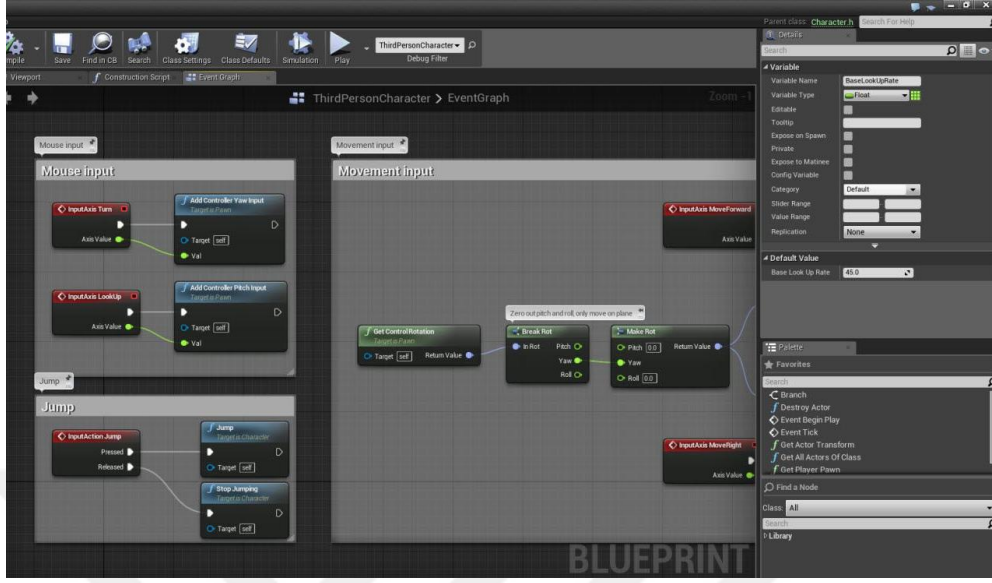 Parent class: Character.h Search For Help
mpile
Save
Find in CB
Search
Class Settings
Class Defaults
Simulation
Play
ThirdPersonCharacter
Debug Filter
Viewport
Construction Script
Event Graph
ThirdPersonCharacter > EventGraph
Zoom -1
Mouse input
Mouse input
InputAxis Turn
Axis Value
Add Controller Yaw Input
Target is Pawn
Target self
Val
InputAxis LookUp
Axis Value
Add Controller Pitch Input
Target is Pawn
Target self
Val
Jump
Jump
InputAction Jump
Pressed
Released
Jump
Target is Character
Target self
Stop Jumping
Target is Character
Target self
Movement input
Movement input
InputAxis MoveForward
Axis Value
Zero out pitch and roll, only move on plane
Get Control Rotation
Target is Pawn
Target self Return Value
Break Rot
In Rot Pitch
Yaw
Roll
Make Rot
Pitch 0.0 Return Value
Yaw
Roll 0.0
InputAxis MoveRight
Axis Value
BLUEPRINT
Details
Search
Variable
Variable Name BaseLookUpRate
Variable Type Float
Editable
Tooltip
Expose on Spawn
Private
Expose to Matinee
Config Variable
Category Default
Slider Range
Value Range
Replication None
Default Value
Base Look Up Rate 45.0
Palette
Favorites
Search
Branch
Destroy Actor
Event Begin Play
Event Tick
Get Actor Transform
Get All Actors Of Class
Get Player Pawn
Find a Node
Class: All
Search
Library